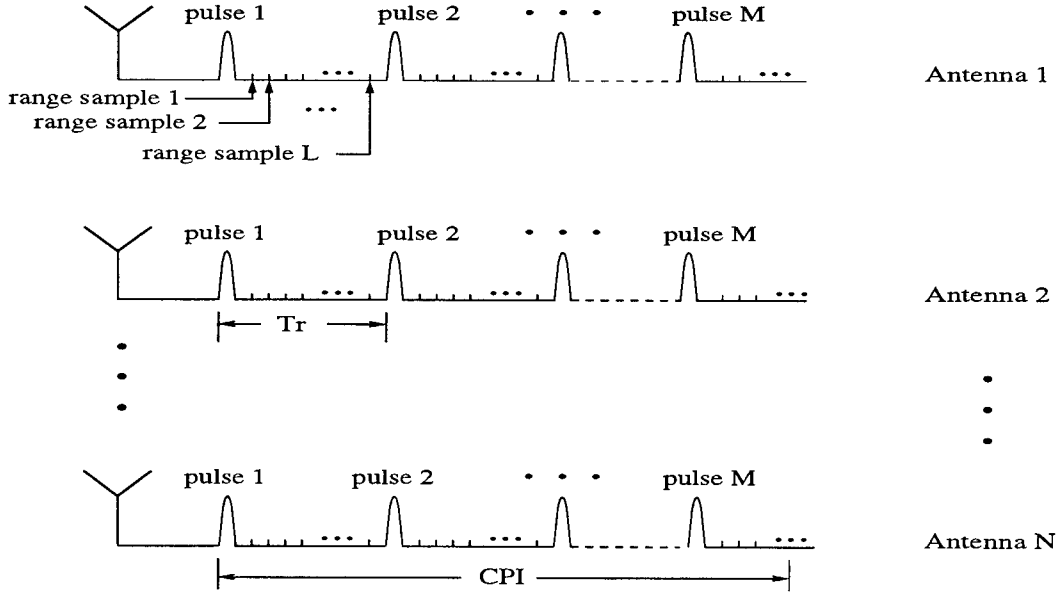 pulse 1 pulse 2 pulse M
Antenna 1
range sample 1
range sample 2
range sample L
pulse 1 pulse 2 pulse M
Antenna 2
Tr
pulse 1 pulse 2 pulse M
Antenna N
CPI